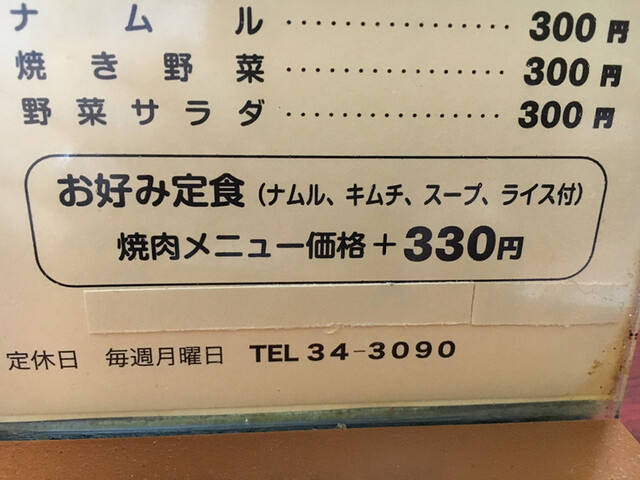 ナムル………………300円
焼き野菜………………300円
野菜サラダ………………300円
お好み定食（ナムル、キムチ、スープ、ライス付）
焼肉メニュー価格＋330円
定休日　毎週月曜日　TEL 34-3090